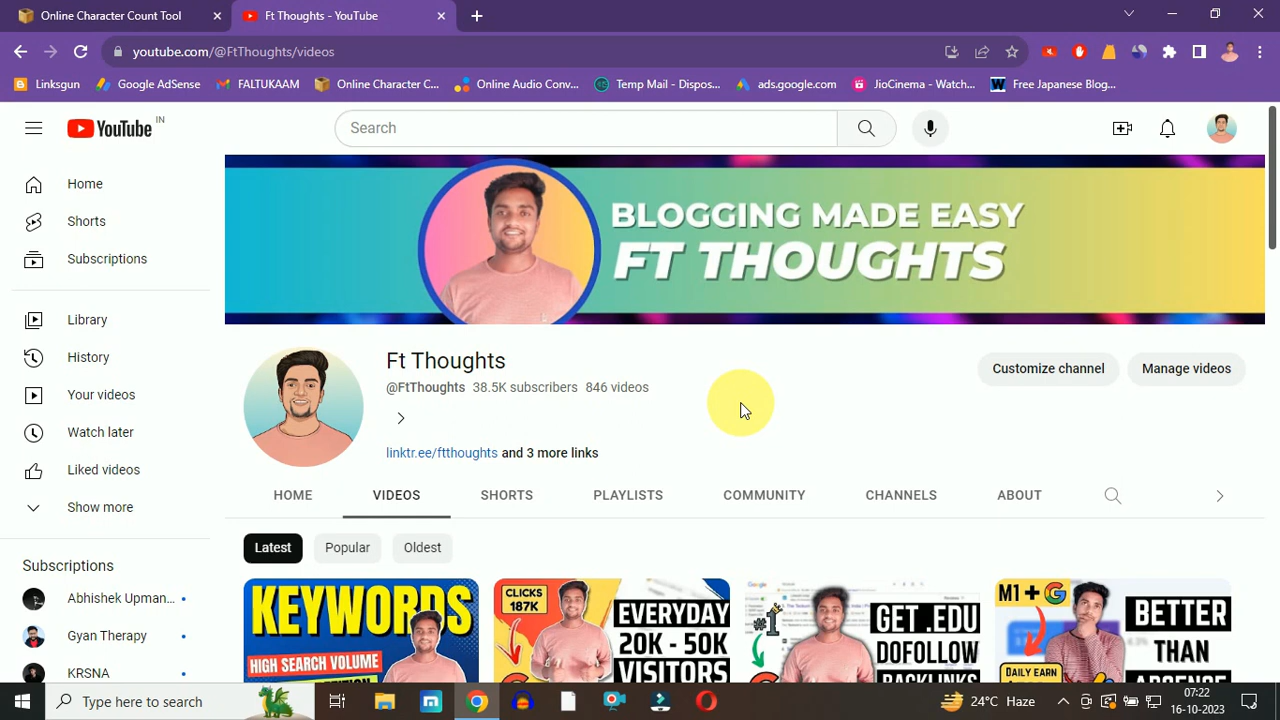 Online Character Count Tool
Ft Thoughts - YouTube
youtube.com/@FtThoughts/videos
Linksgun
Google AdSense
FALTUKAAM
Online Character C...
Online Audio Conv...
Temp Mail - Dispos...
ads.google.com
JioCinema - Watch...
Free Japanese Blog...
YouTube IN
Search
Home
Shorts
Subscriptions
Library
History
Your videos
Watch later
Liked videos
Show more
Subscriptions
Abhishek Upman...
Gyan Therapy
KRSNA
BLOGGING MADE EASY
FT THOUGHTS
Ft Thoughts
@FtThoughts 38.5K subscribers 846 videos
linktr.ee/ftthoughts and 3 more links
Customize channel
Manage videos
HOME
VIDEOS
SHORTS
PLAYLISTS
COMMUNITY
CHANNELS
ABOUT
Latest
Popular
Oldest
KEYWORDS
HIGH SEARCH VOLUME
CLICKS
187K
EVERYDAY
20K - 50K
VISITORS
Google
#1
GET .EDU
DOFOLLOW
BACKLINKS
M1 + G
DAILY EARN
BETTER
THAN
Type here to search
24°C Haze
07:22
16-10-2023